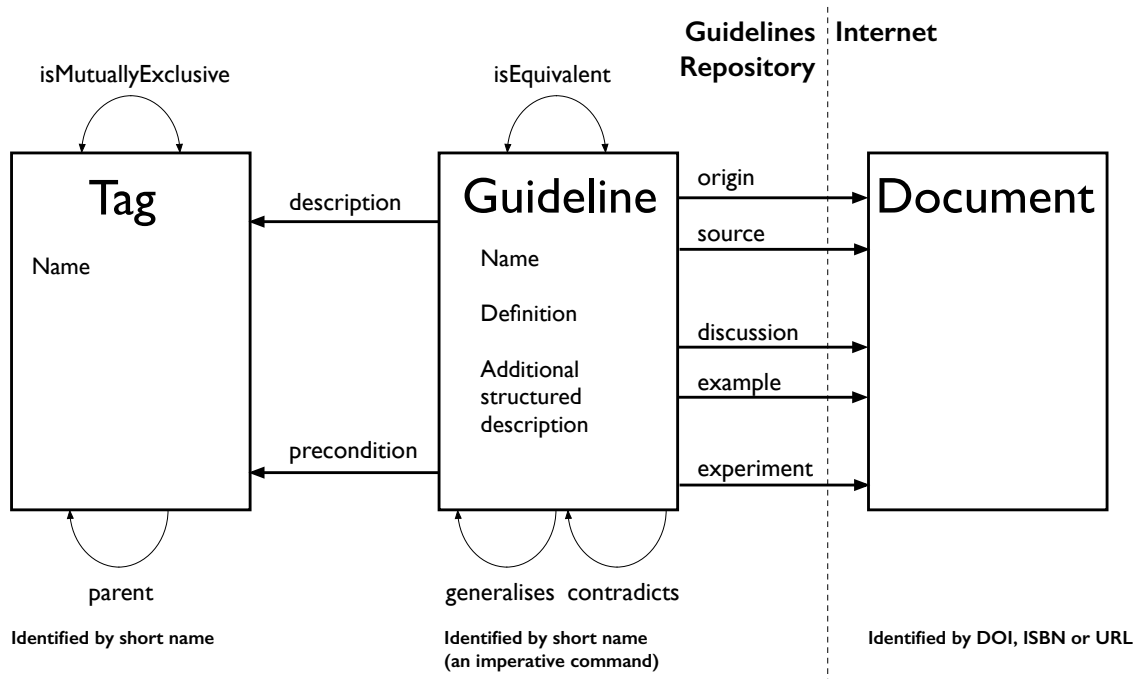 Guidelines
Repository
Internet
isMutuallyExclusive
isEquivalent
Tag
Name
description
precondition
Guideline
Name
Definition
Additional
structured
description
origin
source
discussion
example
experiment
Document
parent
generalises
contradicts
Identified by short name
Identified by short name
(an imperative command)
Identified by DOI, ISBN or URL